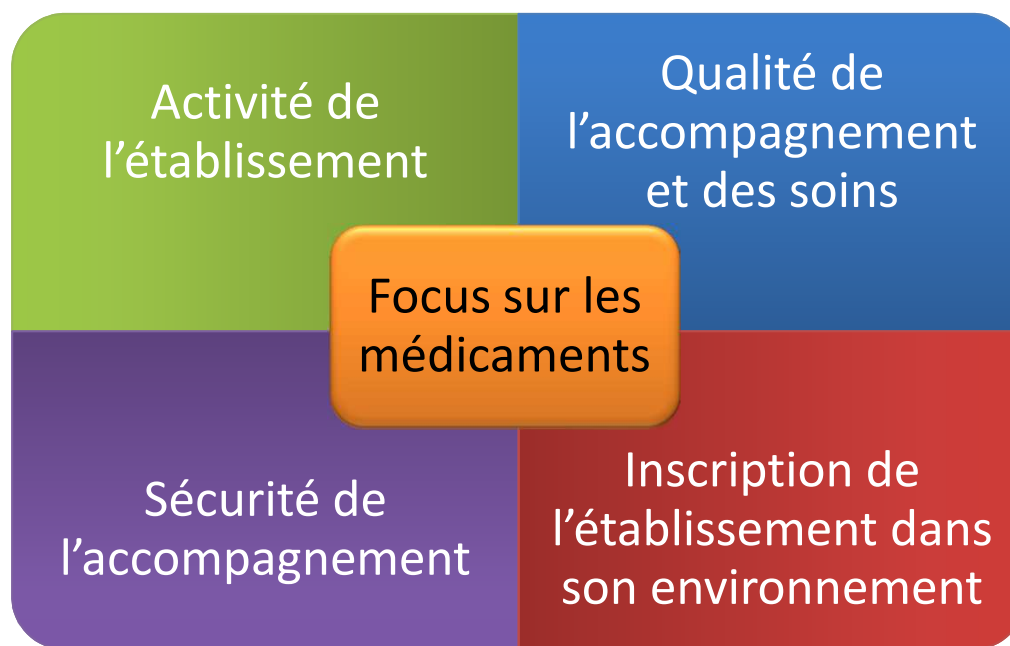 Activité de
l’établissement
Qualité de
l’accompagnement
et des soins
Focus sur les
médicaments
Sécurité de
l’accompagnement
Inscription de
l’établissement dans
son environnement